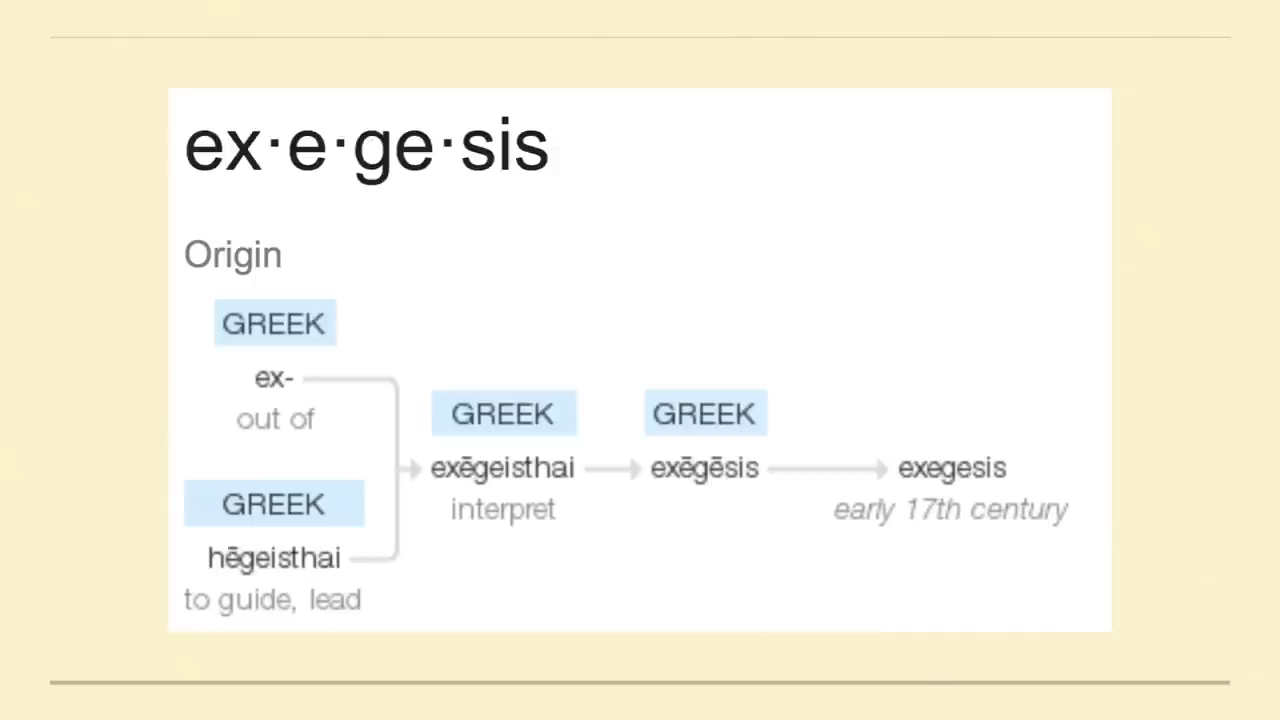 ex·e·ge·sis
Origin
GREEK
ex-
out of
GREEK
hēgeisthai
to guide, lead
GREEK
exēgeisthai
interpret
GREEK
exēgēsis
exegesis
early 17th century